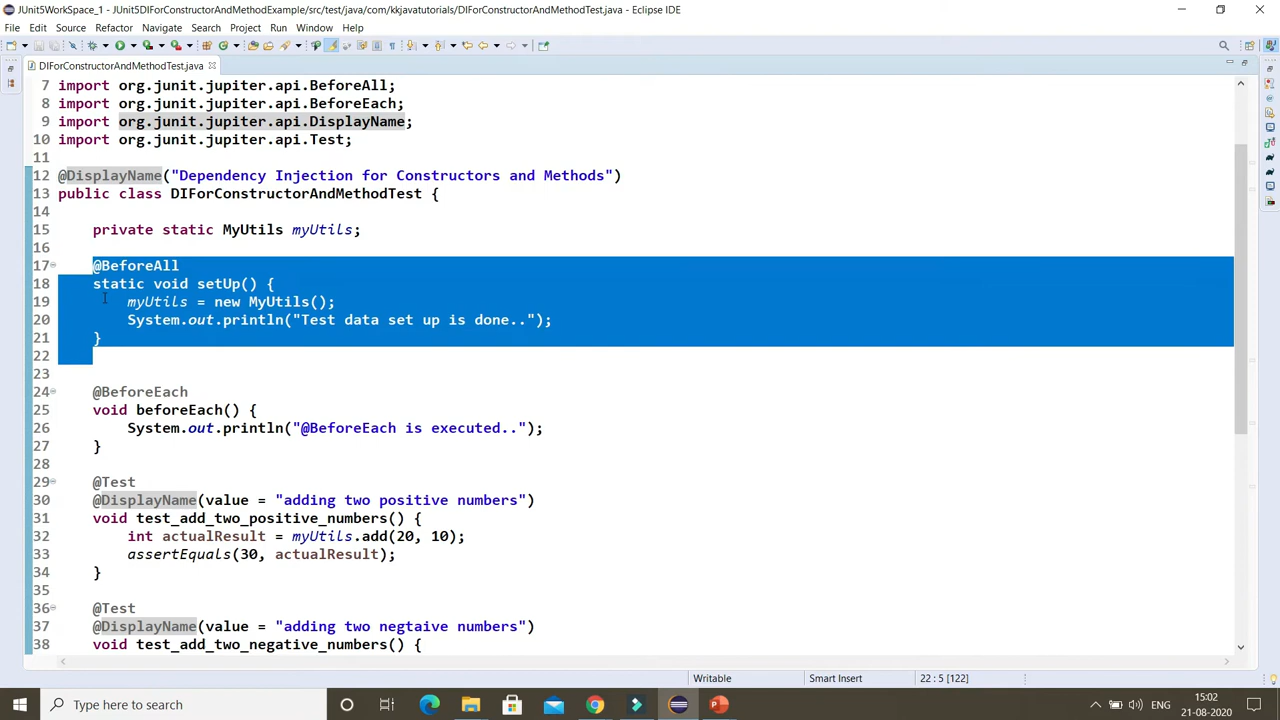 JUnit5WorkSpace_1 - JUnit5DIForConstructorAndMethodExample/src/test/java/com/kkjavatutorials/DIForConstructorAndMethodTest.java - Eclipse IDE
File Edit Source Refactor Navigate Search Project Run Window Help
DIForConstructorAndMethodTest.java
7 import org.junit.jupiter.api.BeforeAll;
8 import org.junit.jupiter.api.BeforeEach;
9 import org.junit.jupiter.api.DisplayName;
10 import org.junit.jupiter.api.Test;
11
12 @DisplayName("Dependency Injection for Constructors and Methods")
13 public class DIForConstructorAndMethodTest {
14
15 private static MyUtils myUtils;
16
17 @BeforeAll
18 static void setUp() {
19 myUtils = new MyUtils();
20 System.out.println("Test data set up is done..");
21 }
22
23
24 @BeforeEach
25 void beforeEach() {
26 System.out.println("@BeforeEach is executed..");
27 }
28
29 @Test
30 @DisplayName(value = "adding two positive numbers")
31 void test_add_two_positive_numbers() {
32 int actualResult = myUtils.add(20, 10);
33 assertEquals(30, actualResult);
34 }
35
36 @Test
37 @DisplayName(value = "adding two negtaive numbers")
38 void test_add_two_negative_numbers() {
Writable Smart Insert 22 : 5 [122]
Type here to search
ENG
15:02
21-08-2020